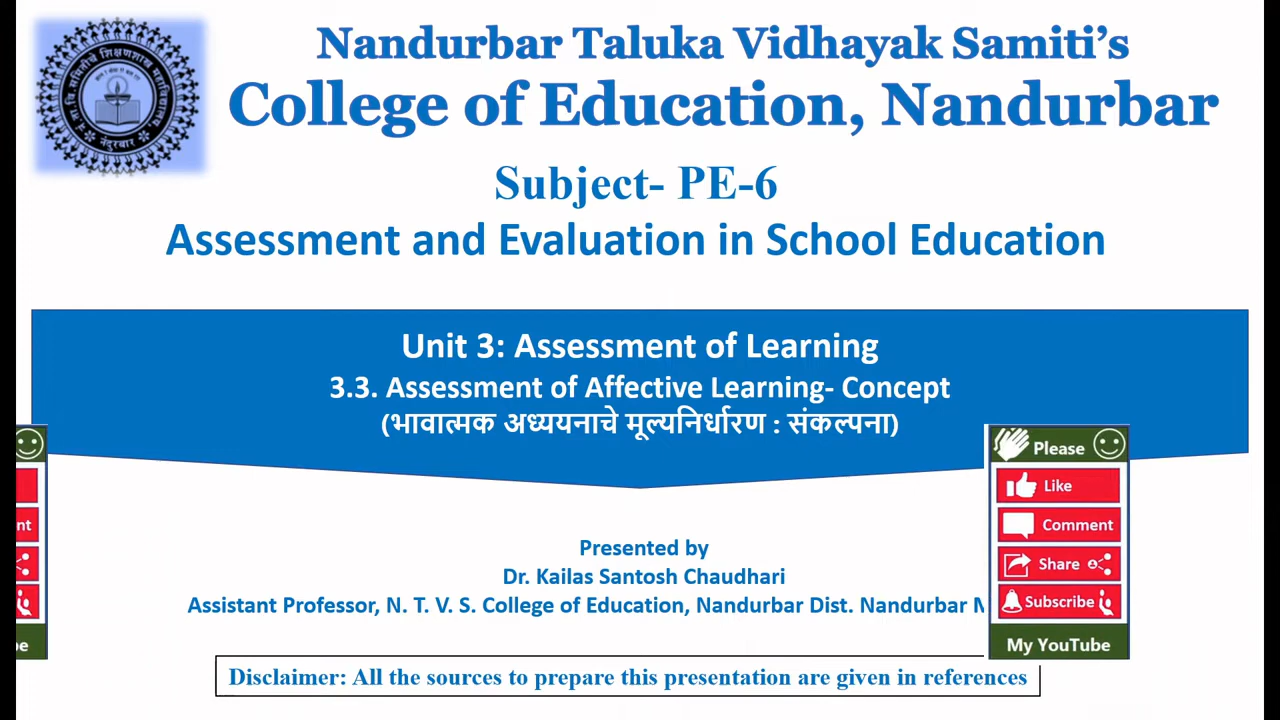 Nandurbar Taluka Vidhayak Samiti's
College of Education, Nandurbar
Subject- PE-6
Assessment and Evaluation in School Education
Unit 3: Assessment of Learning
3.3. Assessment of Affective Learning- Concept
(भावात्मक अध्ययनाचे मूल्यनिर्धारण : संकल्पना)
Please
Like
Comment
Share
Subscribe
My YouTube
nt
be
Presented by
Dr. Kailas Santosh Chaudhari
Assistant Professor, N. T. V. S. College of Education, Nandurbar Dist. Nandurbar
Disclaimer: All the sources to prepare this presentation are given in references